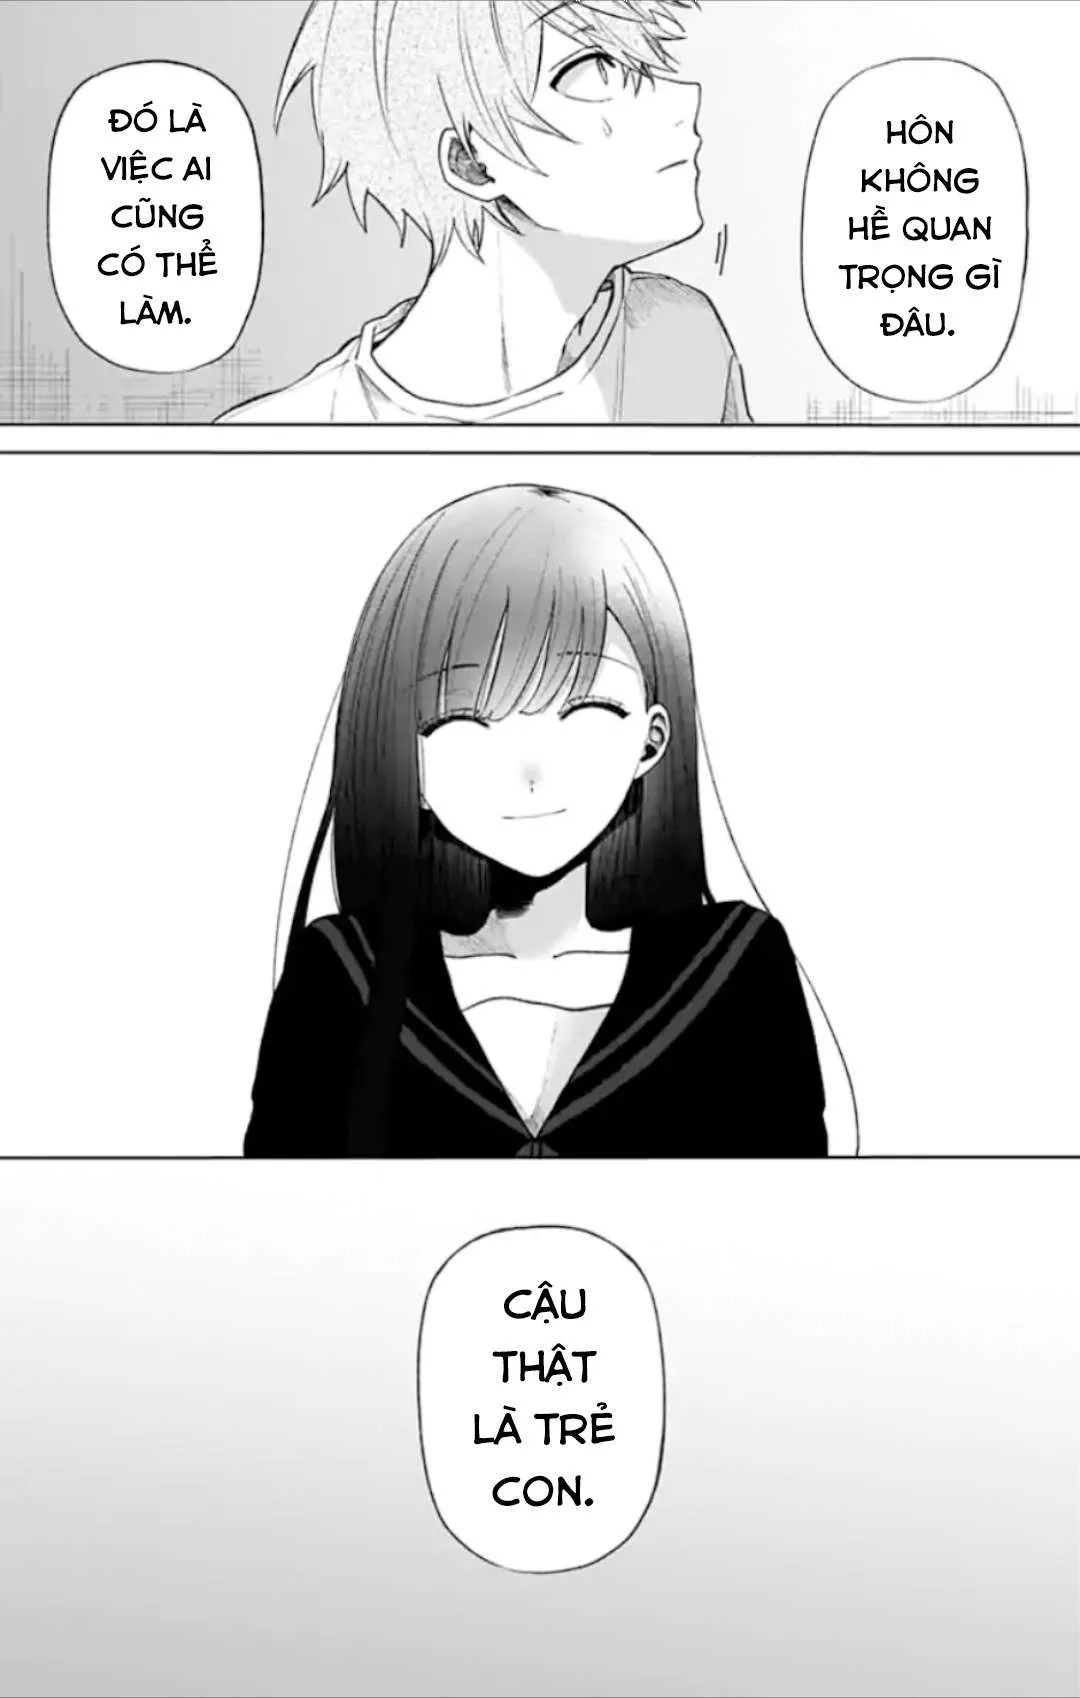 HÔN
KHÔNG
HỀ QUAN
TRỌNG GÌ
ĐÂU.
ĐÓ LÀ
VIỆC AI
CŨNG
CÓ THỂ
LÀM.
CẬU
THẬT
LÀ TRẺ
CON.